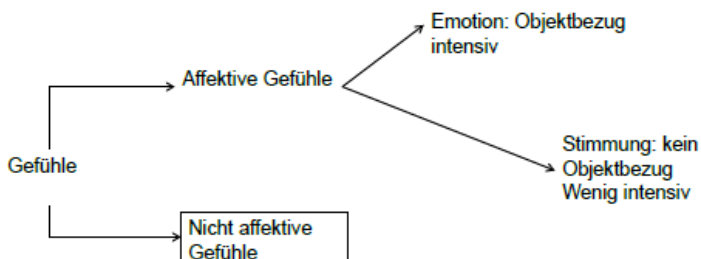 Emotion: Objektbezug
intensiv
Affektive Gefühle
Stimmung: kein
Objektbezug
Wenig intensiv
Gefühle
Nicht affektive
Gefühle